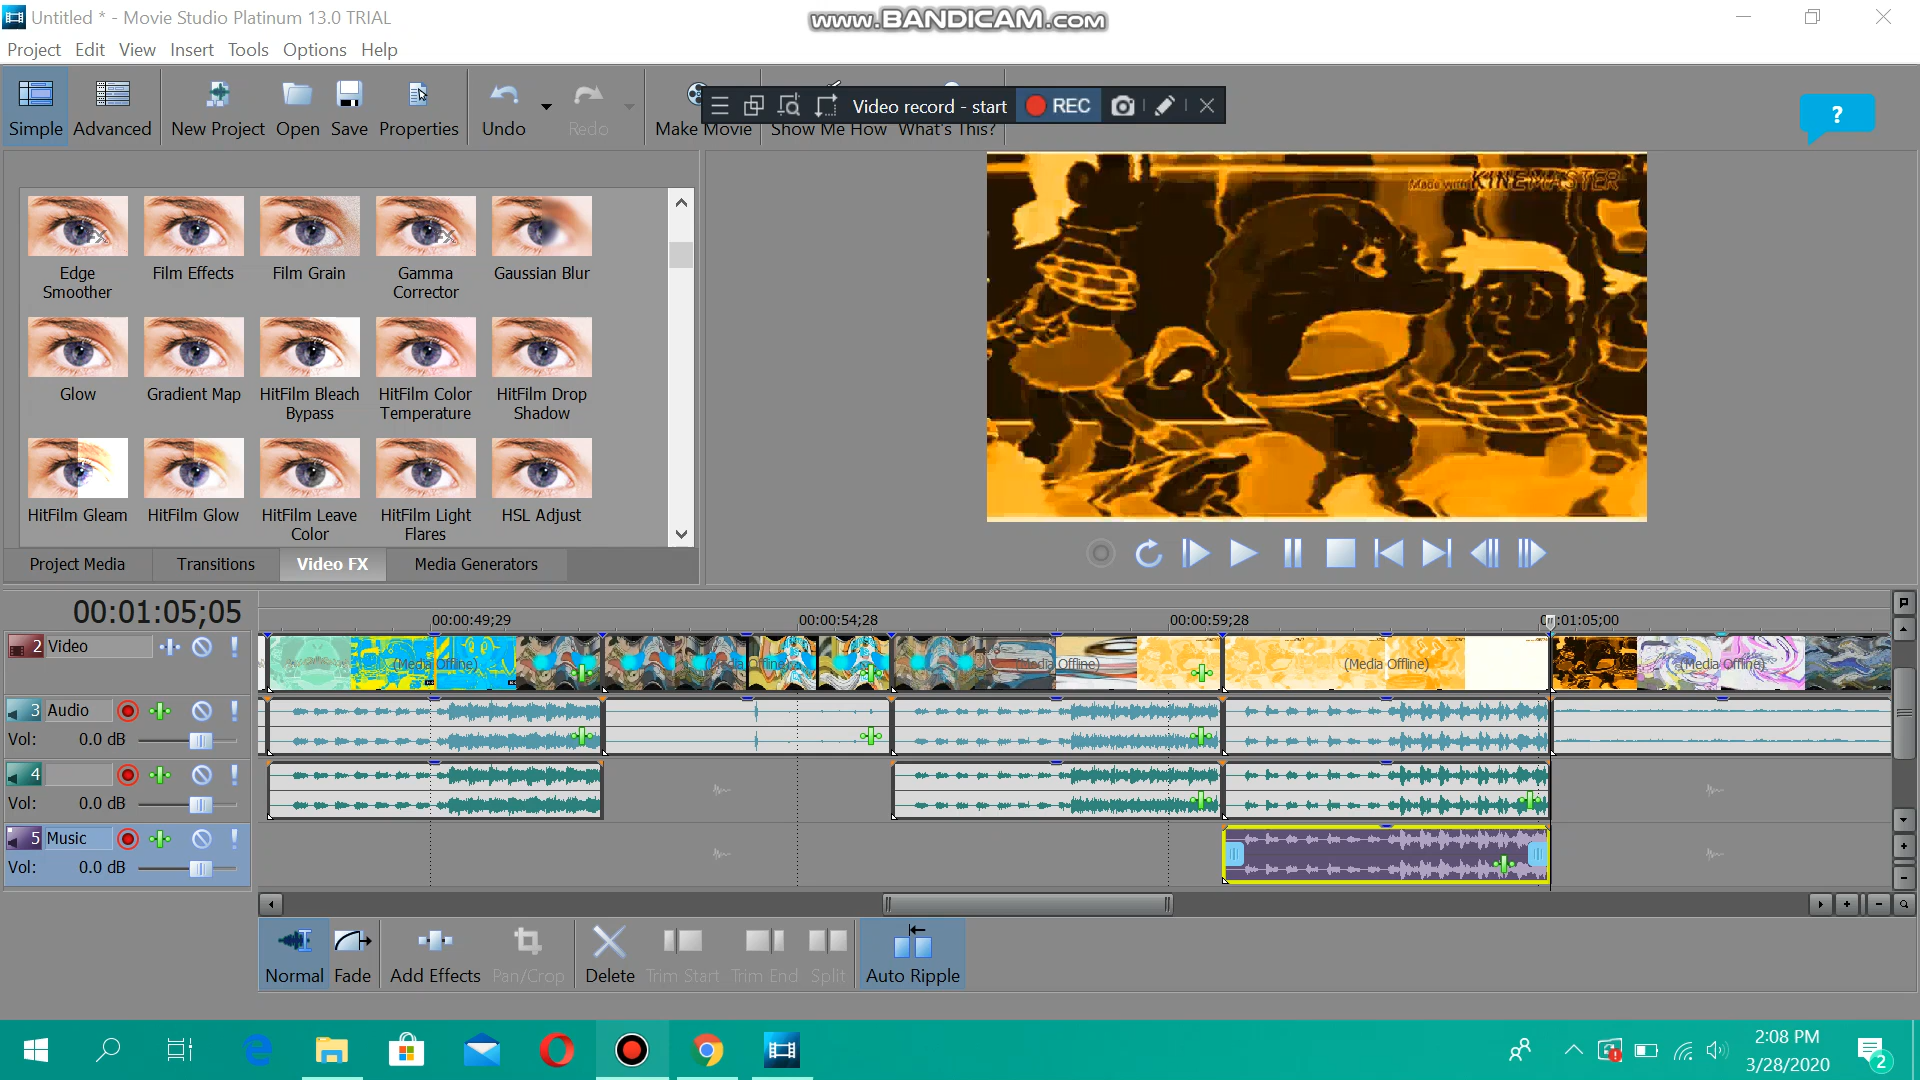 Untitled * - Movie Studio Platinum 13.0 TRIAL
www.BANDICAM.com
Project Edit View Insert Tools Options Help
Simple Advanced New Project Open Save Properties Undo Redo Make Movie Show Me How What's This?
Video record - start REC
?
Edge Smoother
Film Effects
Film Grain
Gamma Corrector
Gaussian Blur
Glow
Gradient Map
HitFilm Bleach Bypass
HitFilm Color Temperature
HitFilm Drop Shadow
HitFilm Gleam
HitFilm Glow
HitFilm Leave Color
HitFilm Light Flares
HSL Adjust
Made with KINEMASTER
Project Media Transitions Video FX Media Generators
00:01:05;05
00:00:49;29 00:00:54;28 00:00:59;28 00:01:05;00
2 Video
(Media Offline) (Media Offline) (Media Offline) (Media Offline) (Media Offline)
3 Audio
Vol: 0.0 dB
4
Vol: 0.0 dB
5 Music
Vol: 0.0 dB
Normal Fade Add Effects Pan/Crop Delete Trim Start Trim End Split Auto Ripple
2:08 PM
3/28/2020
2